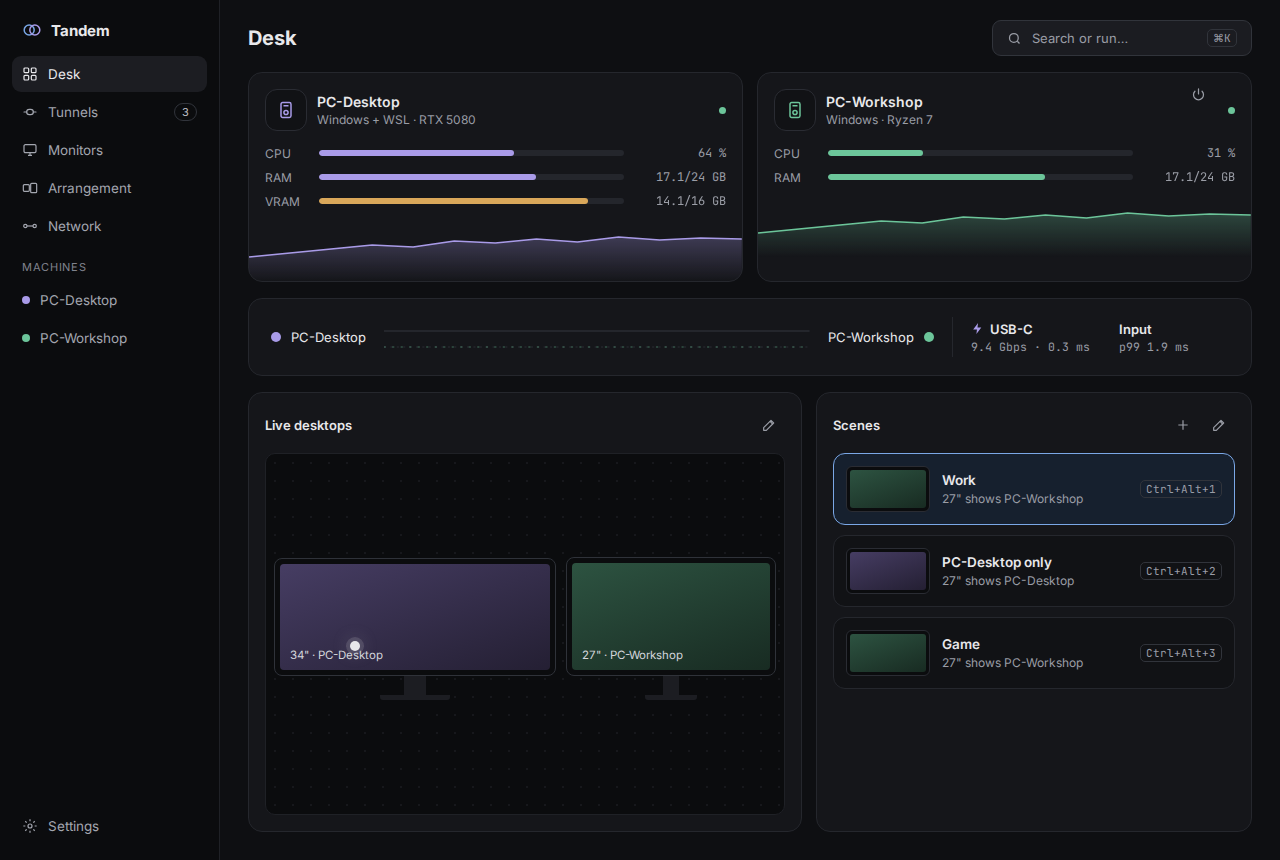 Tandem
Desk
Tunnels
3
Monitors
Arrangement
Network
MACHINES
PC-Desktop
PC-Workshop
Settings
Desk
Search or run...
⌘K
PC-Desktop
Windows + WSL · RTX 5080
CPU
64 %
RAM
17.1/24 GB
VRAM
14.1/16 GB
PC-Workshop
Windows · Ryzen 7
CPU
31 %
RAM
17.1/24 GB
PC-Desktop
PC-Workshop
USB-C
9.4 Gbps · 0.3 ms
Input
p99 1.9 ms
Live desktops
34" · PC-Desktop
27" · PC-Workshop
Scenes
Work
27" shows PC-Workshop
Ctrl+Alt+1
PC-Desktop only
27" shows PC-Desktop
Ctrl+Alt+2
Game
27" shows PC-Workshop
Ctrl+Alt+3